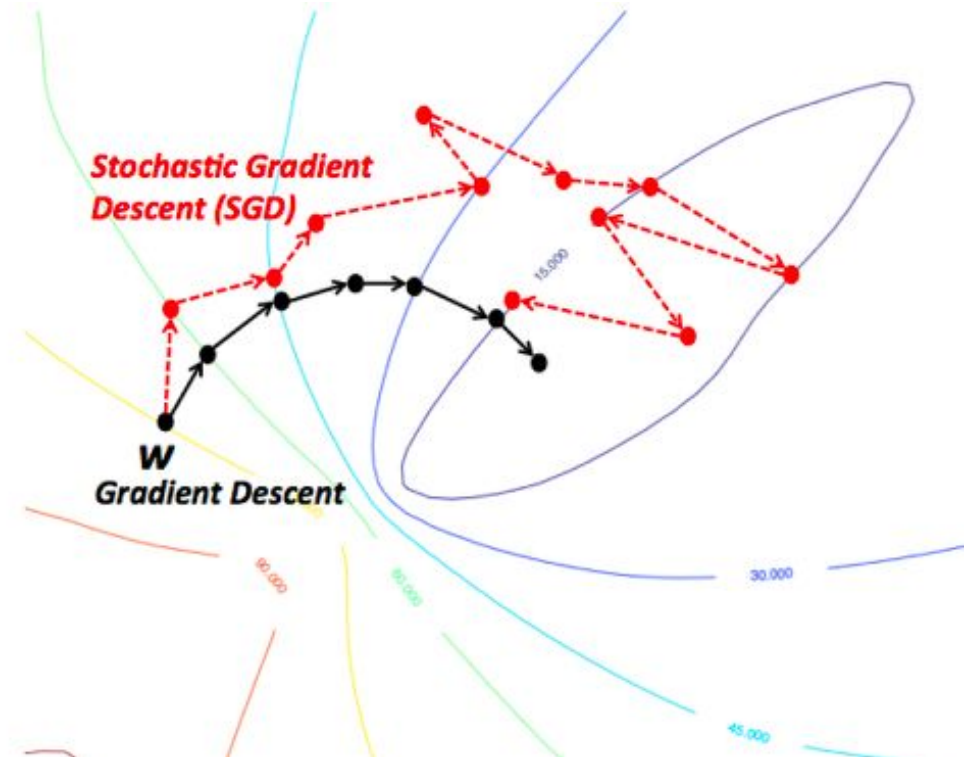 Stochastic Gradient
Descent (SGD)
15.000
W
Gradient Descent
90.000
60.000
30.000
45.000